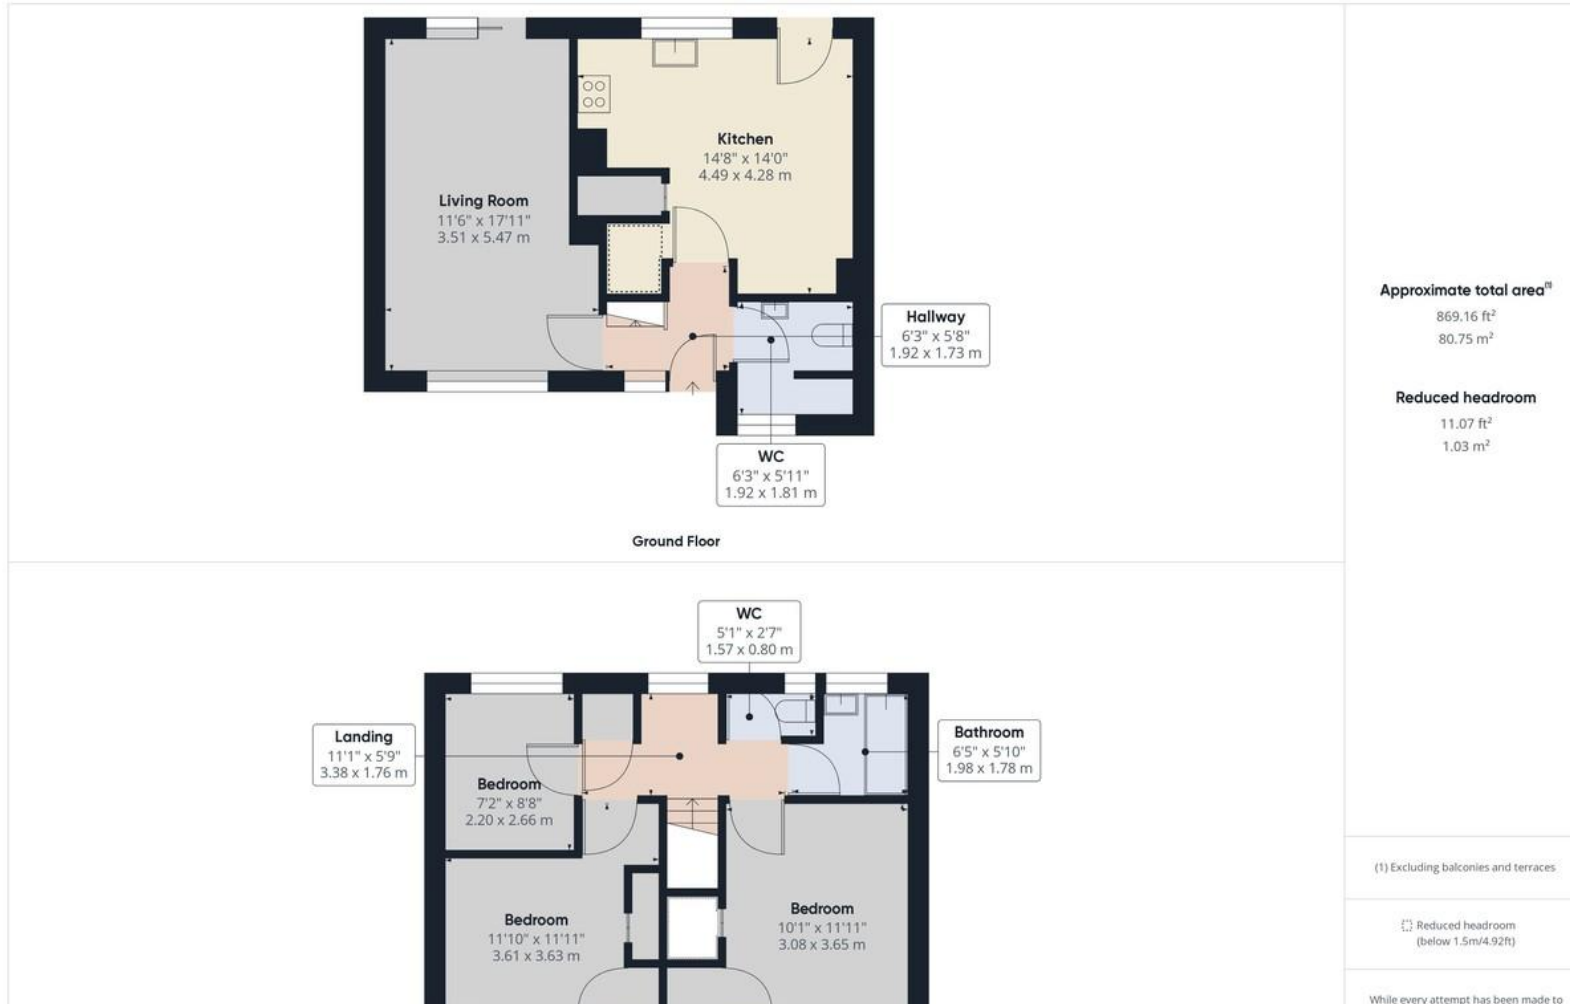 Kitchen
14'8" x 14'0"
4.49 x 4.28 m
Living Room
11'6" x 17'11"
3.51 x 5.47 m
Hallway
6'3" x 5'8"
1.92 x 1.73 m
WC
6'3" x 5'11"
1.92 x 1.81 m
Ground Floor
Approximate total area(1)
869.16 ft²
80.75 m²
Reduced headroom
11.07 ft²
1.03 m²
WC
5'1" x 2'7"
1.57 x 0.80 m
Landing
11'1" x 5'9"
3.38 x 1.76 m
Bathroom
6'5" x 5'10"
1.98 x 1.78 m
Bedroom
7'2" x 8'8"
2.20 x 2.66 m
Bedroom
11'10" x 11'11"
3.61 x 3.63 m
Bedroom
10'1" x 11'11"
3.08 x 3.65 m
(1) Excluding balconies and terraces
Reduced headroom
(below 1.5m/4.92ft)
While every attempt has been made to